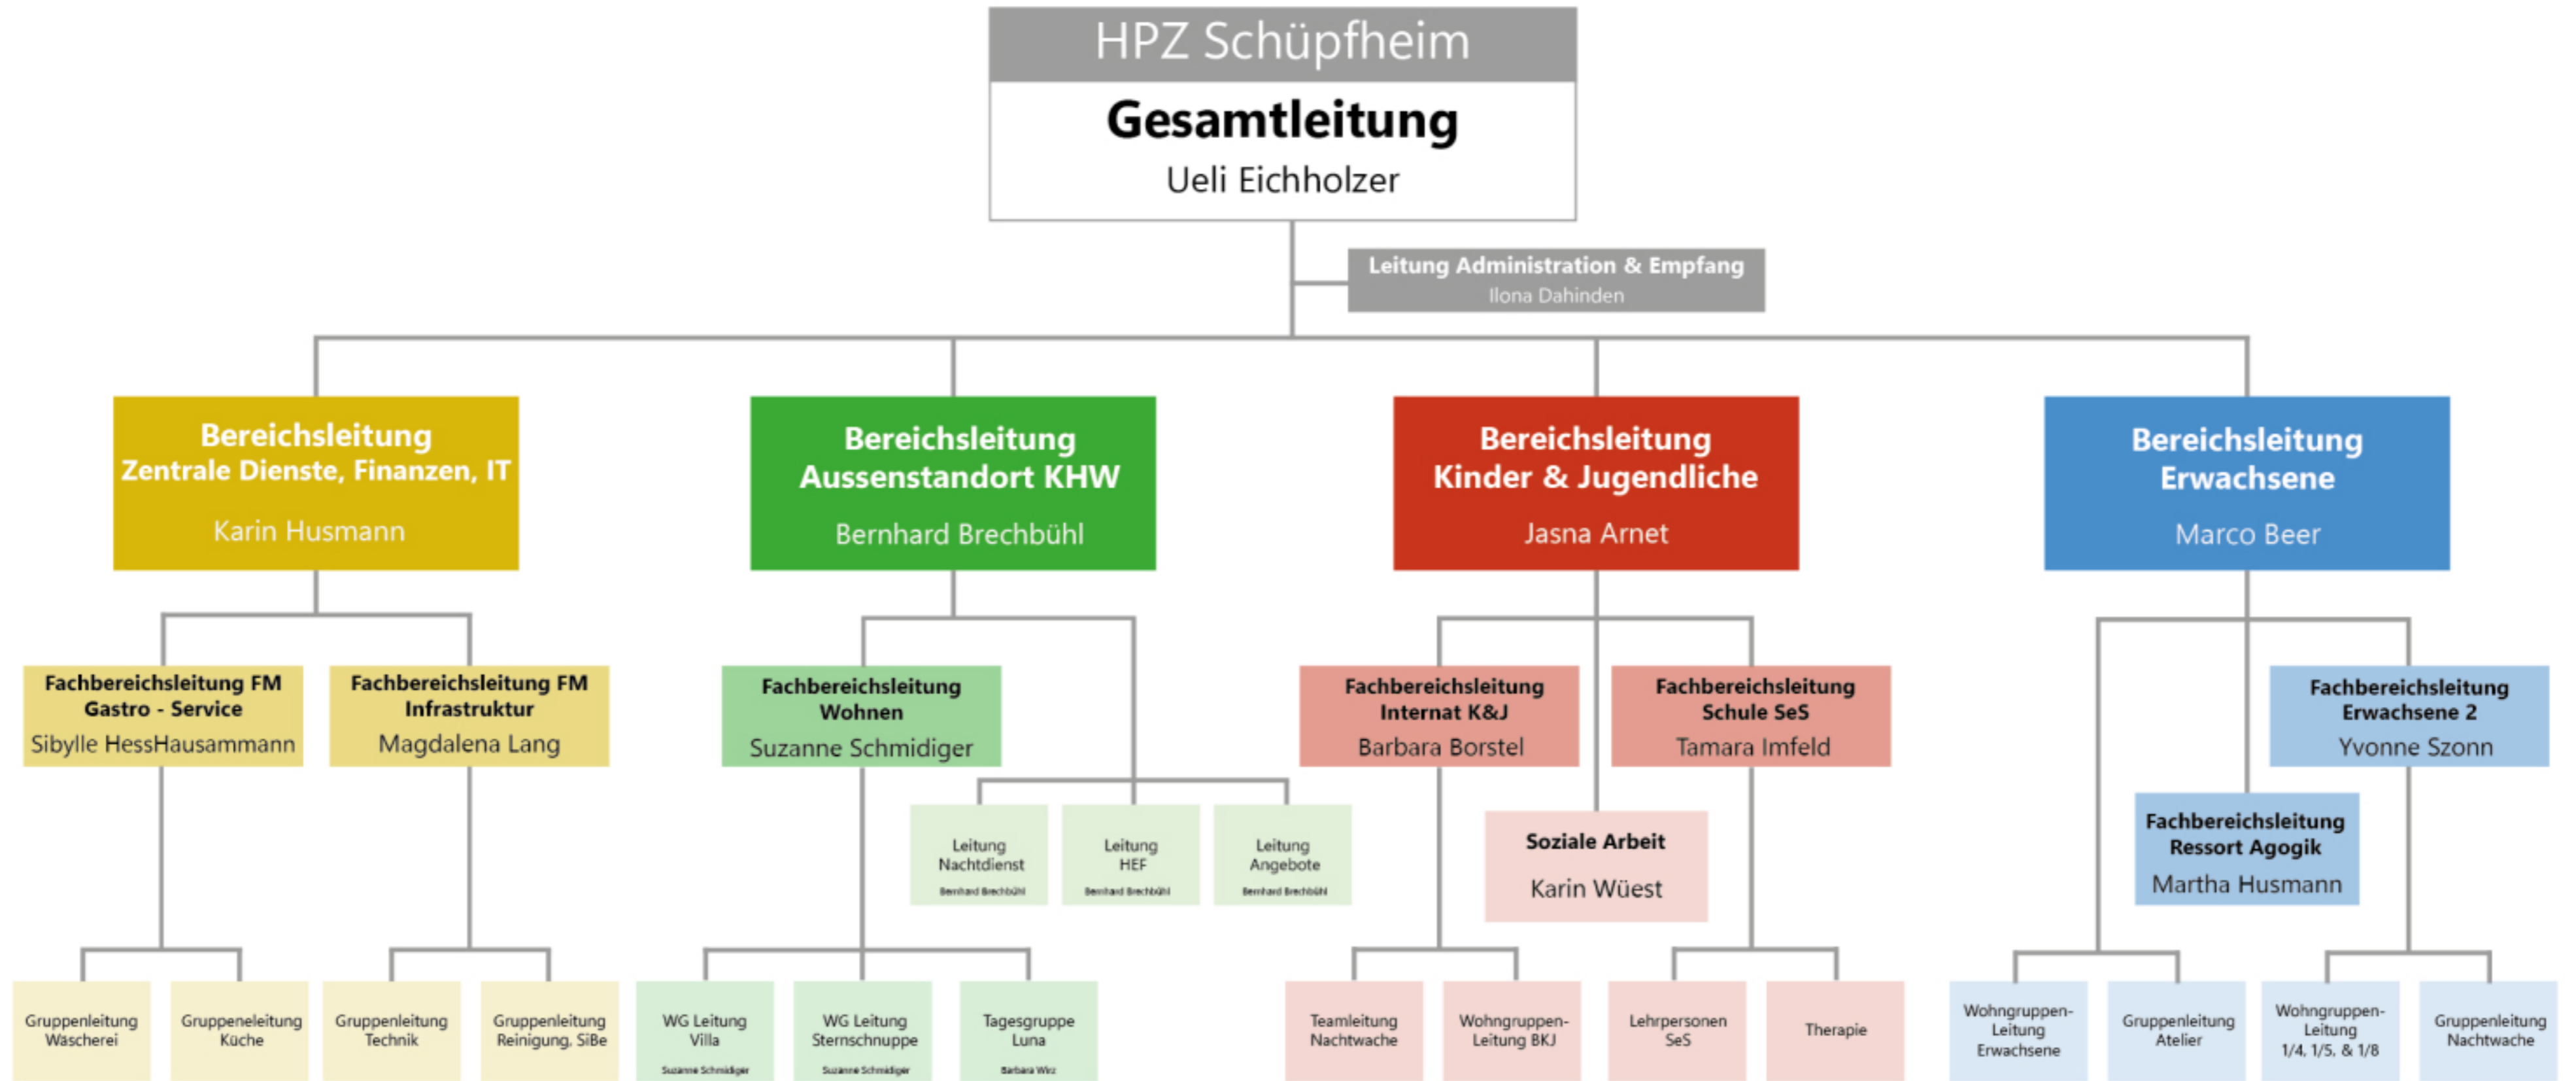 HPZ Schüpfheim
Gesamtleitung
Ueli Eichholzer
Leitung Administration & Empfang
Ilona Dahinden
Bereichsleitung
Zentrale Dienste, Finanzen, IT
Karin Husmann
Bereichsleitung
Aussenstandort KHW
Bernhard Brechbühl
Bereichsleitung
Kinder & Jugendliche
Jasna Arnet
Bereichsleitung
Erwachsene
Marco Beer
Fachbereichsleitung FM
Gastro - Service
Sibylle HessHausammann
Fachbereichsleitung FM
Infrastruktur
Magdalena Lang
Fachbereichsleitung
Wohnen
Suzanne Schmidiger
Fachbereichsleitung
Internat K&J
Barbara Borstel
Fachbereichsleitung
Schule SeS
Tamara Imfeld
Fachbereichsleitung
Erwachsene 2
Yvonne Szonn
Leitung
Nachtdienst
Bernhard Brechbühl
Leitung
HEF
Bernhard Brechbühl
Leitung
Angebote
Bernhard Brechbühl
Soziale Arbeit
Karin Wüest
Fachbereichsleitung
Ressort Agogik
Martha Husmann
Gruppenleitung
Wäscherei
Gruppeneleitung
Küche
Gruppenleitung
Technik
Gruppenleitung
Reinigung, SiBe
WG Leitung
Villa
Suzanne Schmidiger
WG Leitung
Sternschnuppe
Suzanne Schmidiger
Tagesgruppe
Luna
Barbara Wirz
Teamleitung
Nachtwache
Wohngruppen-
Leitung BKJ
Lehrpersonen
SeS
Therapie
Wohngruppen-
Leitung
Erwachsene
Gruppenleitung
Atelier
Wohngruppen-
Leitung
1/4, 1/5, & 1/8
Gruppenleitung
Nachtwache